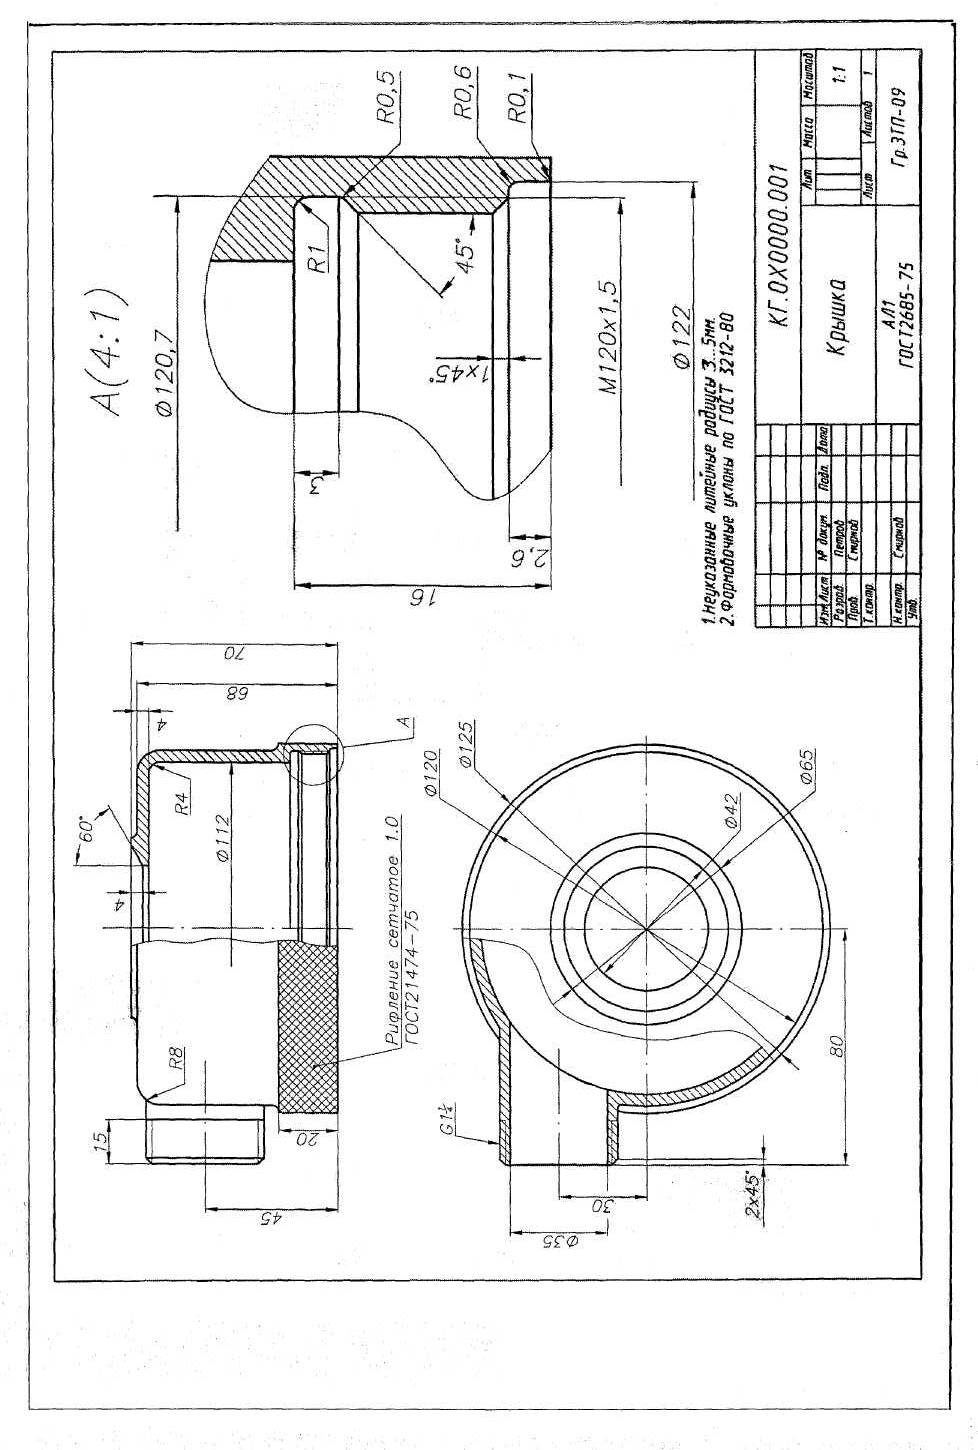 70
68
4
60°
4
R4
Ø112
A
Рифление сетчатое 1.0
ГОСТ21474-75
R8
15
20
45
A(4:1)
Ø120,7
R0,5
R0,6
R0,1
R1
45°
1x45°
M120x1,5
Ø122
3
2,6
16
Ø120
Ø125
Ø42
Ø65
G1¼
80
30
Ø35
2x45°
1.Неуказанные литейные радиусы 3...5мм.
2.Формовочные уклоны по ГОСТ 3212-80
КГ.0Х0000.001
Изм. Лист № докум. Подп. Дата
Разраб. Петров
Пров. Смирнов
Т.контр.
Н.контр. Смирнов
Утв.
Крышка
Лит Масса Масштаб
1:1
Лист Листов 1
АЛ1
ГОСТ2685-75
Гр.ЗТП-09